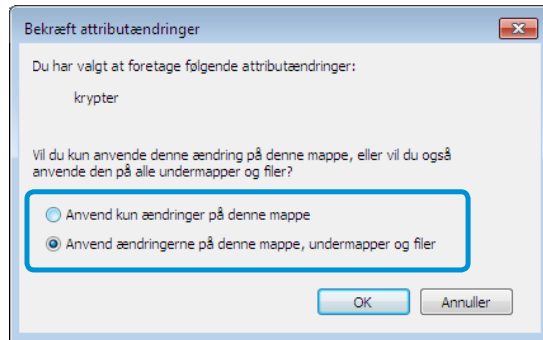 Bekræft attributændringer
Du har valgt at foretage følgende attributændringer:
krypter
Vil du kun anvende denne ændring på denne mappe, eller vil du også
anvende den på alle undermapper og filer?
Anvend kun ændringer på denne mappe
Anvend ændringerne på denne mappe, undermapper og filer
OK
Annuller